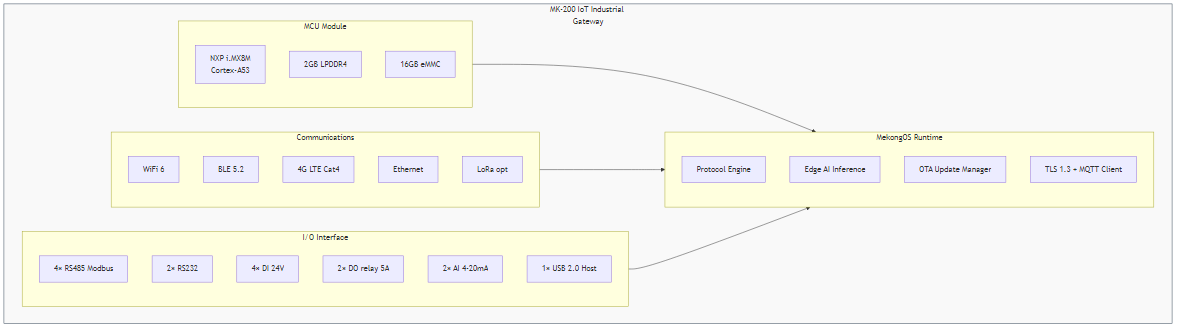 MK-200 IoT Industrial
Gateway
MCU Module
NXP i.MX8M
Cortex-A53
2GB LPDDR4
16GB eMMC
Communications
WiFi 6
BLE 5.2
4G LTE Cat4
Ethernet
LoRa opt
MekongOS Runtime
Protocol Engine
Edge AI Inference
OTA Update Manager
TLS 1.3 + MQTT Client
I/O Interface
4× RS485 Modbus
2× RS232
4× DI 24V
2× DO relay 5A
2× AI 4-20mA
1× USB 2.0 Host